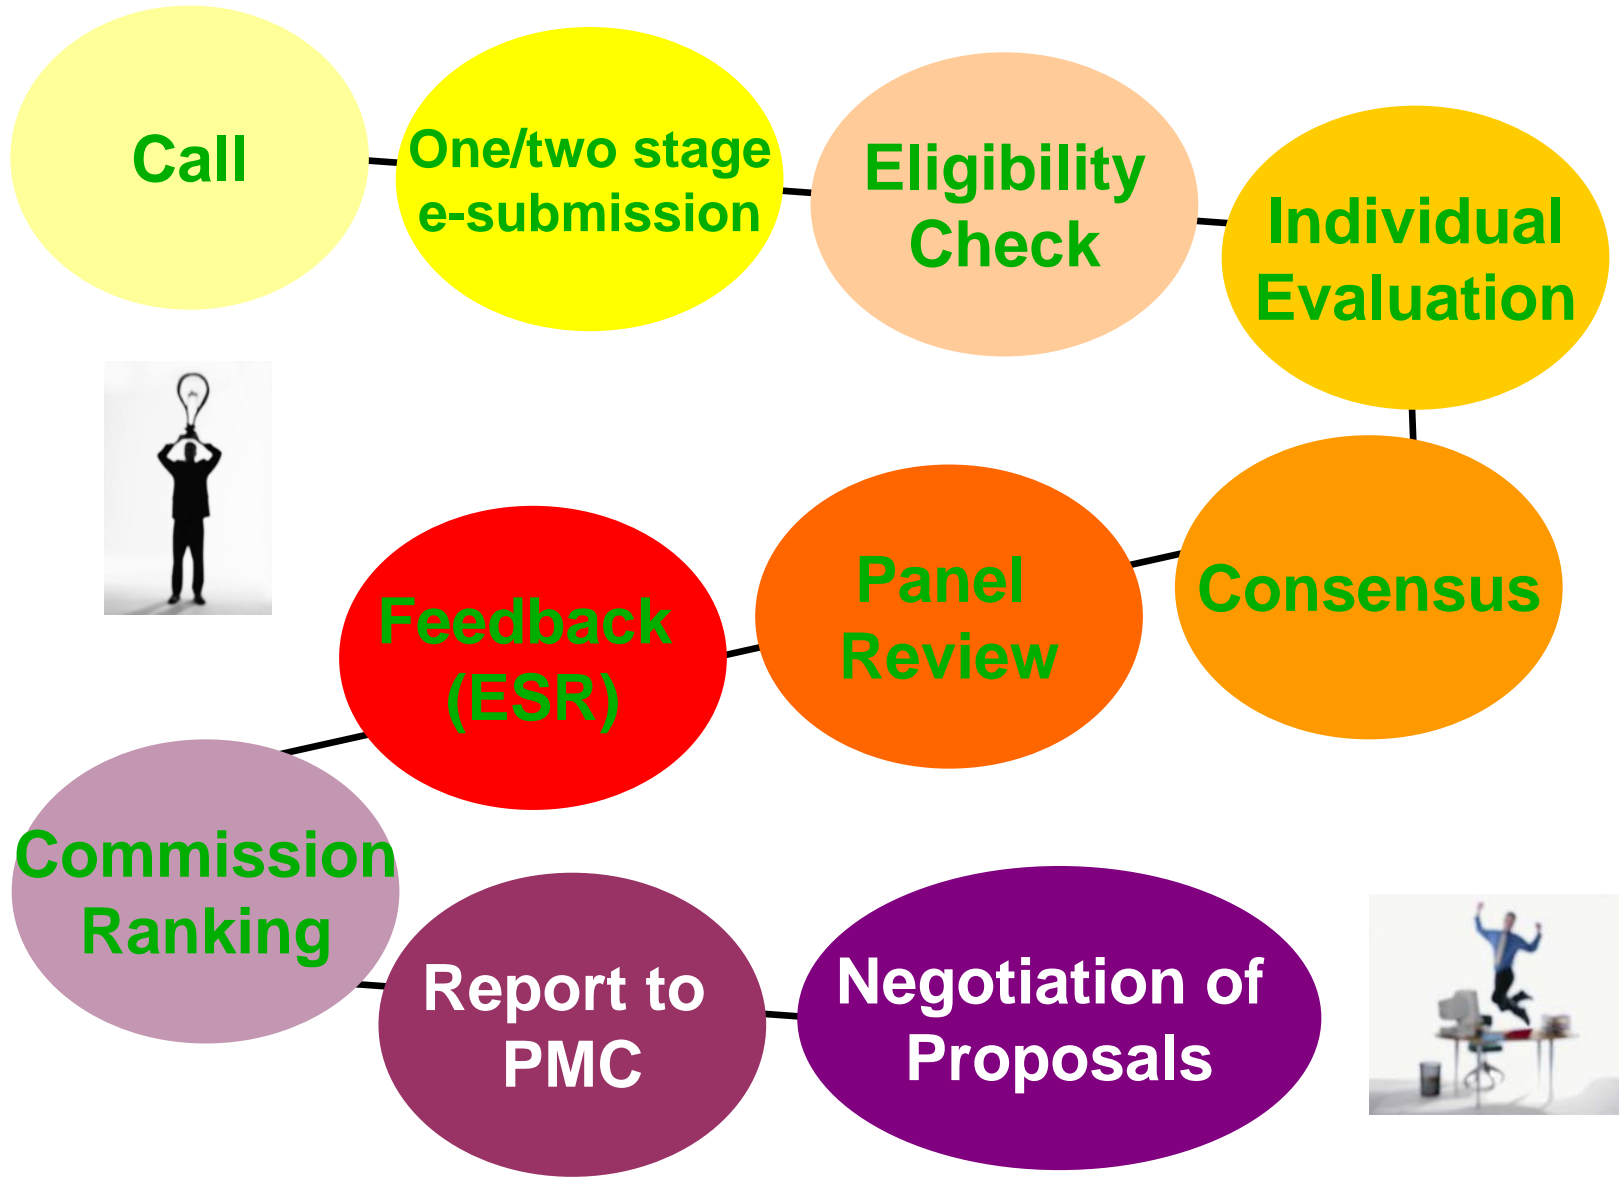 Call
One/two stage
e-submission
Eligibility
Check
Individual
Evaluation
Consensus
Panel
Review
Feedback
(ESR)
Commission
Ranking
Report to
PMC
Negotiation of
Proposals